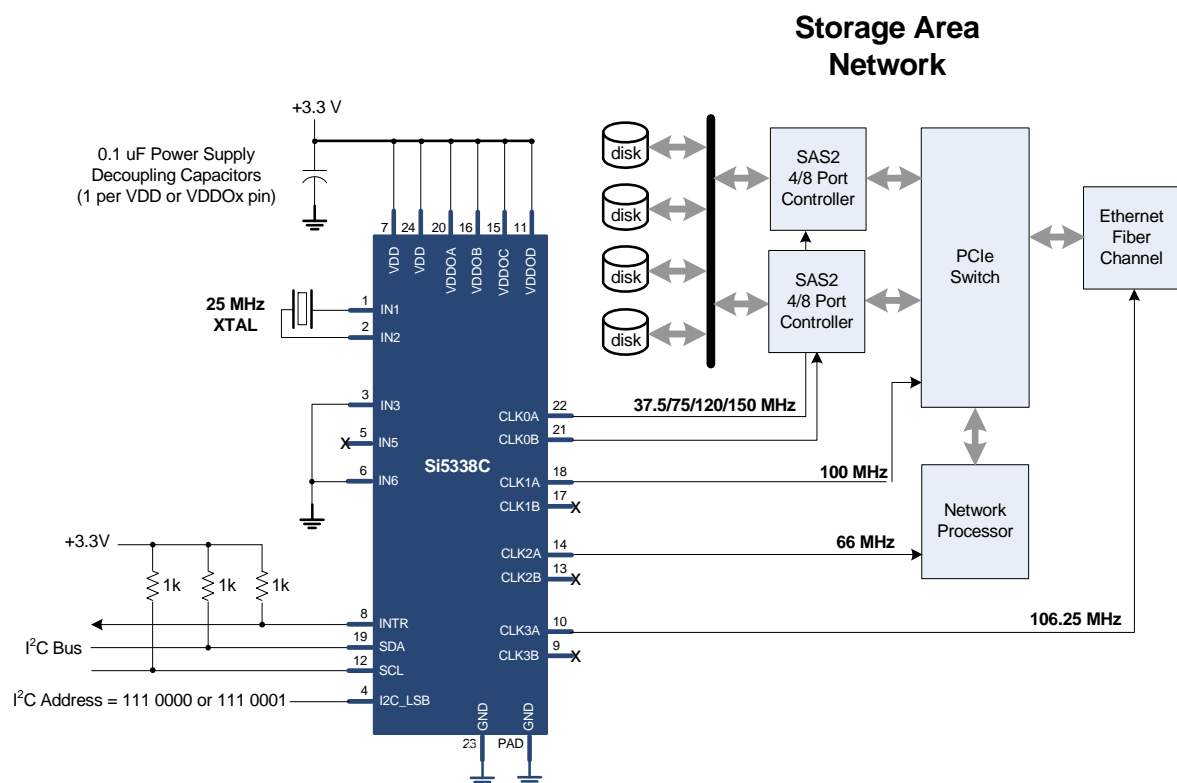 Storage Area
Network
+3.3 V
0.1 uF Power Supply
Decoupling Capacitors
(1 per VDD or VDDOx pin)
7
24
20
16
15
11
VDD
VDD
VDDOA
VDDOB
VDDOC
VDDOD
25 MHz
XTAL
1
IN1
2
IN2
3
IN3
5
X
IN5
6
IN6
Si5338C
+3.3V
1k
1k
1k
8
INTR
I²C Bus
19
SDA
12
SCL
I²C Address = 111 0000 or 111 0001
4
I2C_LSB
GND
GND
23
PAD
CLK0A
22
37.5/75/120/150 MHz
CLK0B
21
CLK1A
18
100 MHz
CLK1B
17
X
CLK2A
14
66 MHz
CLK2B
13
X
CLK3A
10
106.25 MHz
CLK3B
9
X
disk
disk
disk
disk
SAS2
4/8 Port
Controller
SAS2
4/8 Port
Controller
PCIe
Switch
Ethernet
Fiber
Channel
Network
Processor